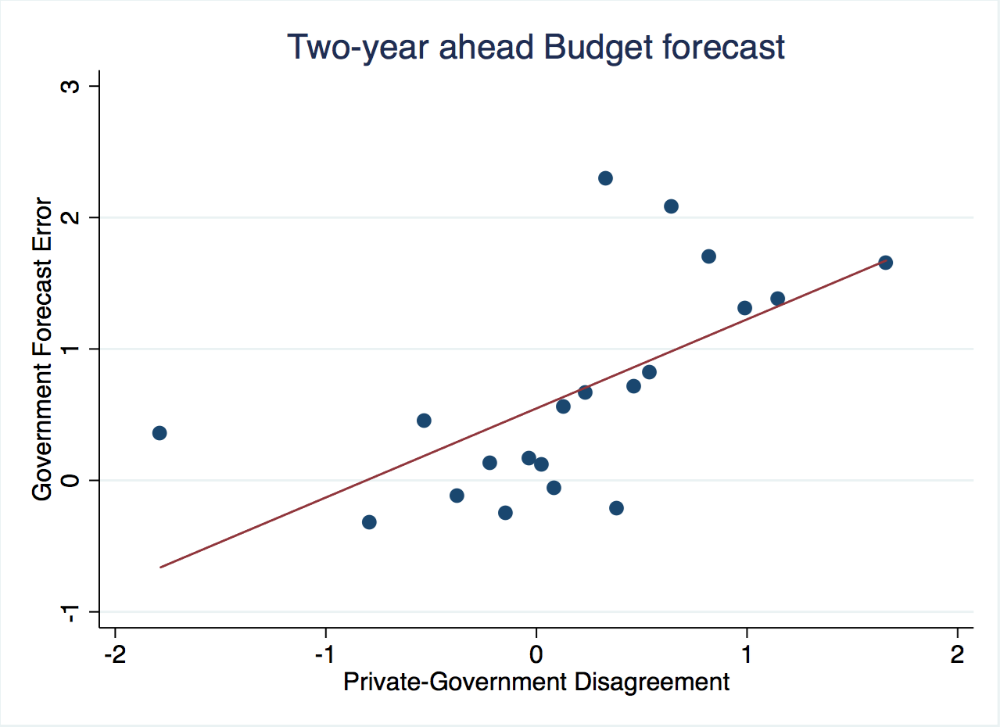 Two-year ahead Budget forecast
3
2
1
0
-1
Government Forecast Error
-2 -1 0 1 2
Private-Government Disagreement